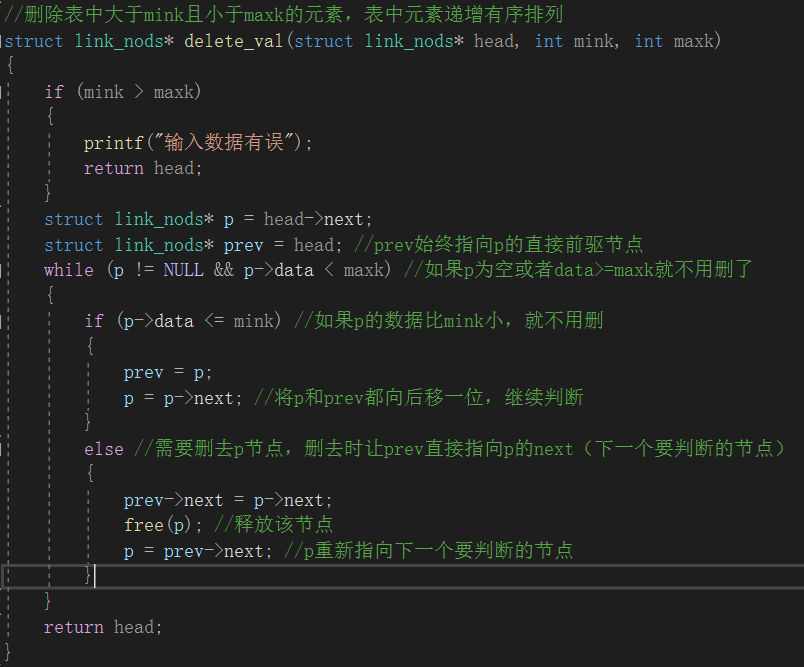 //删除表中大于mink且小于maxk的元素，表中元素递增有序排列
struct link_nods* delete_val(struct link_nods* head, int mink, int maxk)
{
if (mink > maxk)
{
printf("输入数据有误");
return head;
}
struct link_nods* p = head->next;
struct link_nods* prev = head; //prev始终指向p的直接前驱节点
while (p != NULL && p->data < maxk) //如果p为空或者data>=maxk就不用删了
{
if (p->data <= mink) //如果p的数据比mink小，就不用删
{
prev = p;
p = p->next; //将p和prev都向后移一位，继续判断
}
else //需要删去p节点，删去时让prev直接指向p的next（下一个要判断的节点）
{
prev->next = p->next;
free(p); //释放该节点
p = prev->next; //p重新指向下一个要判断的节点
}
}
return head;
}